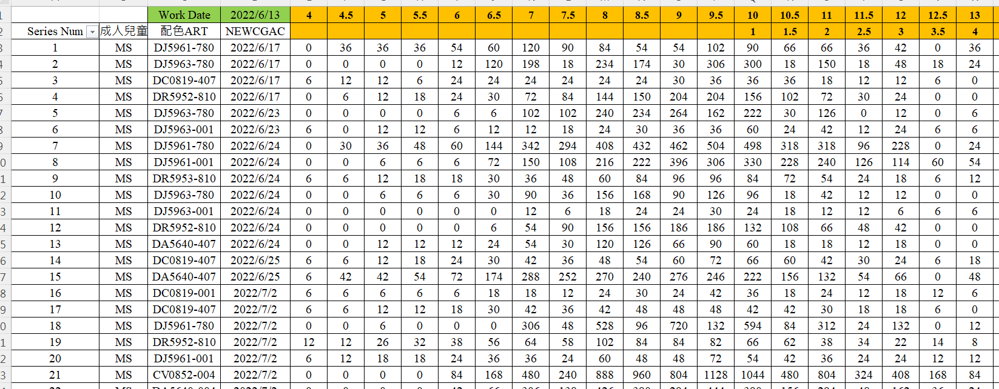 1 Work Date 2022/6/13 4 4.5 5 5.5 6 6.5 7 7.5 8 8.5 9 9.5 10 10.5 11 11.5 12 12.5 13
2 Series Num 成人兒童 配色ART NEWCGAC 1 1.5 2 2.5 3 3.5 4
3 1 MS DJ5961-780 2022/6/17 0 36 36 36 54 60 120 90 84 54 54 102 90 66 66 36 42 0 36
4 2 MS DJ5963-780 2022/6/17 0 0 0 0 12 120 198 18 234 174 30 306 300 18 150 18 48 18 24
5 3 MS DC0819-407 2022/6/17 6 12 12 6 24 24 24 24 24 24 30 36 36 36 18 12 12 6 0
6 4 MS DR5952-810 2022/6/17 0 6 12 18 24 30 72 84 144 150 204 204 156 102 72 30 24 0 0
7 5 MS DJ5963-780 2022/6/23 0 0 0 0 6 6 102 102 240 234 264 162 222 30 126 0 12 0 6
8 6 MS DJ5963-001 2022/6/23 6 0 12 12 6 12 12 18 24 30 36 36 60 24 42 12 24 6 6
9 7 MS DJ5961-780 2022/6/24 0 30 36 48 60 144 342 294 408 432 462 504 498 318 318 96 228 0 24
0 8 MS DJ5961-001 2022/6/24 0 0 6 6 6 72 150 108 216 222 396 306 330 228 240 126 114 60 54
1 9 MS DR5953-810 2022/6/24 6 6 12 18 18 30 36 48 60 84 96 96 84 72 54 24 18 6 12
2 10 MS DJ5963-780 2022/6/24 0 0 6 6 6 30 90 36 156 168 90 126 96 18 42 12 12 0 0
3 11 MS DJ5963-001 2022/6/24 0 0 0 0 0 0 12 6 18 24 24 30 24 18 12 12 6 6 6
4 12 MS DR5952-810 2022/6/24 0 0 0 0 0 6 54 90 156 156 186 186 132 108 66 48 42 0 0
5 13 MS DA5640-407 2022/6/24 0 0 12 12 12 24 54 30 120 126 66 90 60 18 18 12 18 0 0
6 14 MS DC0819-407 2022/6/25 6 6 12 18 24 30 42 36 48 54 60 72 66 60 42 30 24 6 18
7 15 MS DA5640-407 2022/6/25 6 42 42 54 72 174 288 252 270 240 276 246 222 156 132 54 66 0 48
8 16 MS DC0819-001 2022/7/2 6 6 6 6 6 18 18 12 24 30 24 42 36 18 24 12 18 12 6
9 17 MS DC0819-407 2022/7/2 6 6 12 12 18 30 42 36 42 48 48 48 42 42 30 18 18 6 0
0 18 MS DJ5961-780 2022/7/2 0 0 6 0 0 0 306 48 528 96 720 132 594 84 312 24 132 0 12
1 19 MS DR5952-810 2022/7/2 12 12 26 32 38 56 64 58 102 84 84 82 66 62 38 34 22 14 8
2 20 MS DJ5961-001 2022/7/2 6 12 18 18 24 36 36 24 60 48 48 72 54 42 36 24 24 12 12
3 21 MS CV0852-004 2022/7/2 0 0 0 0 84 168 480 240 888 960 804 1128 1044 480 804 324 408 168 84